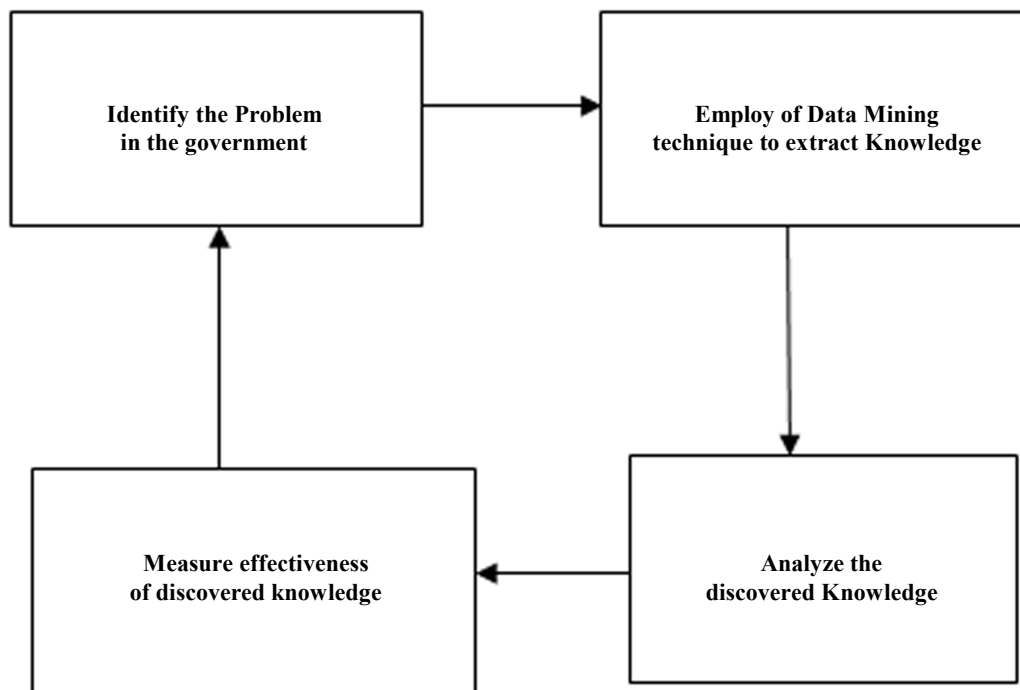 Identify the Problem
in the government
Employ of Data Mining
technique to extract Knowledge
Analyze the
discovered Knowledge
Measure effectiveness
of discovered knowledge